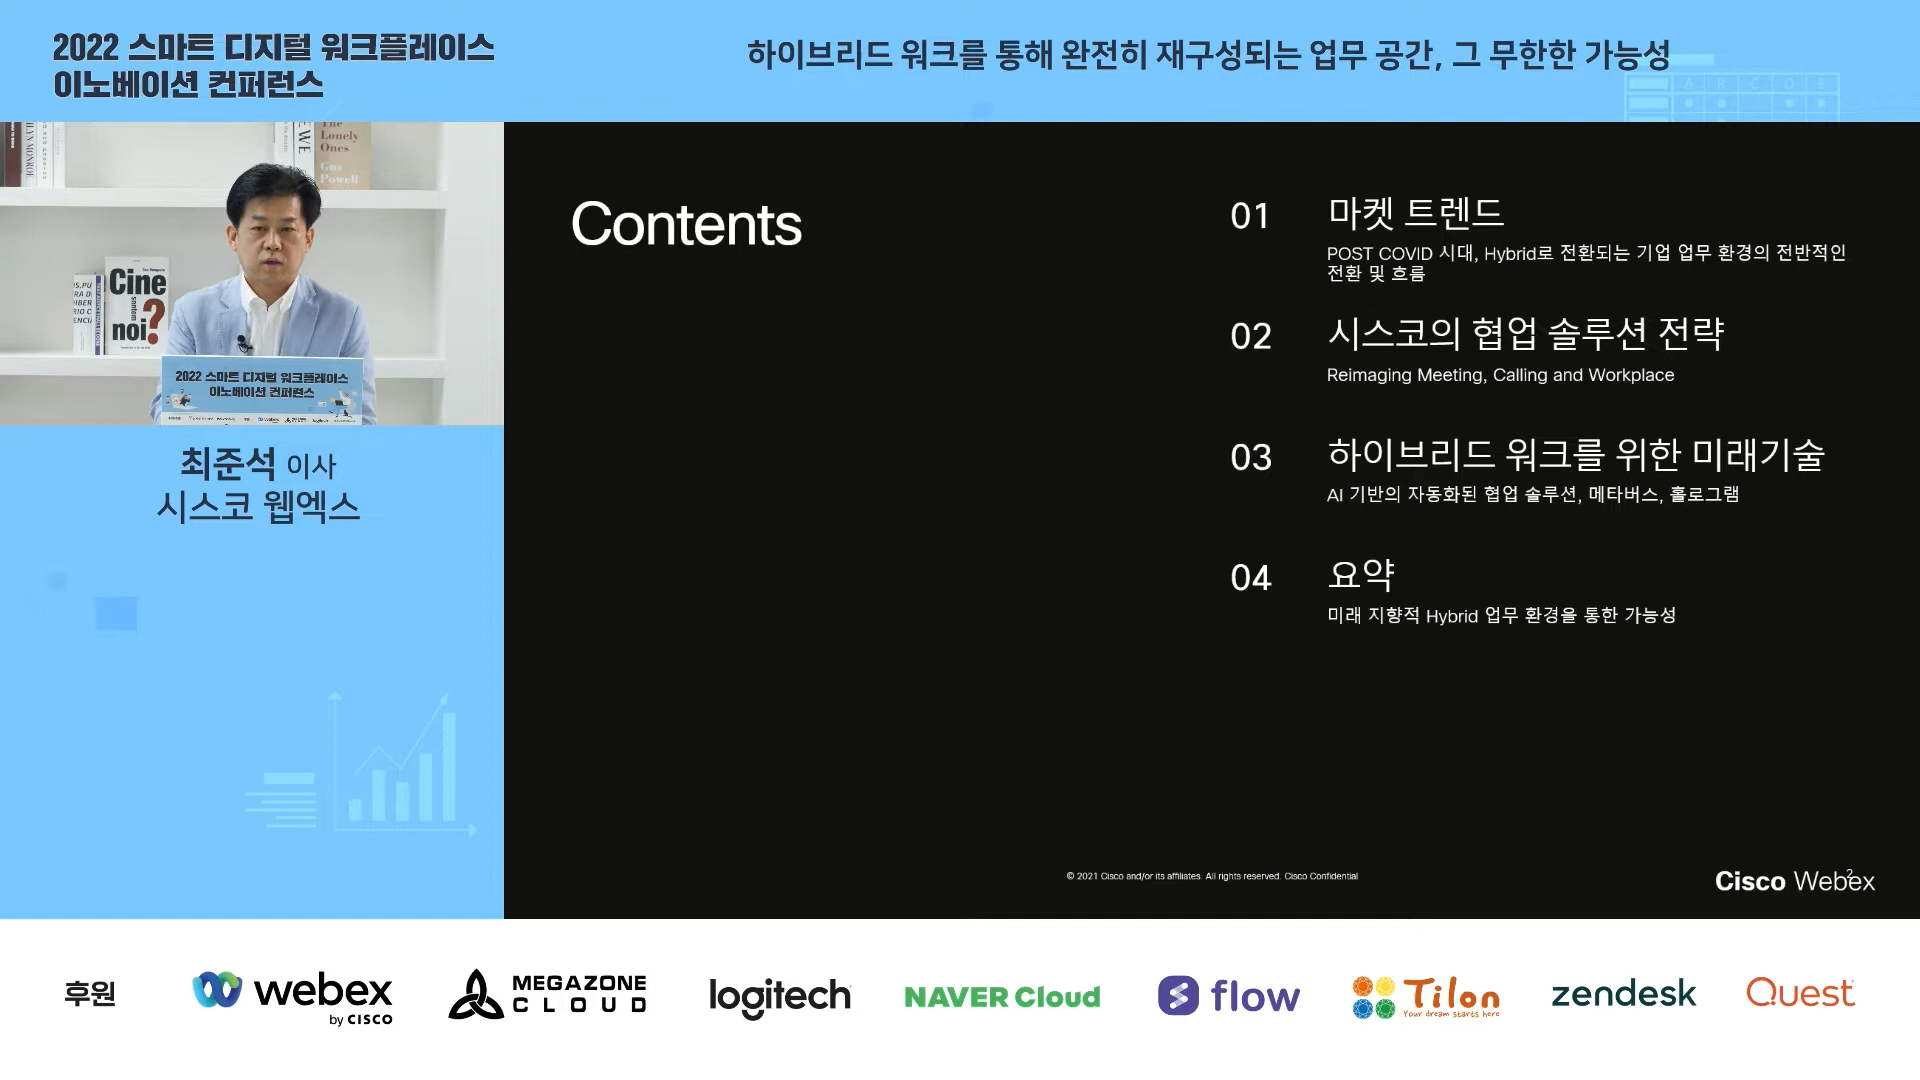 2022 스마트 디지털 워크플레이스
이노베이션 컨퍼런스
하이브리드 워크를 통해 완전히 재구성되는 업무 공간, 그 무한한 가능성
A B C D E
The
Lonely
Ones
Gus
Powell
WE
Cine
sontem
noi?
2022 스마트 디지털 워크플레이스
이노베이션 컨퍼런스
최준석 이사
시스코 웹엑스
Contents
01 마켓 트렌드
POST COVID 시대, Hybrid로 전환되는 기업 업무 환경의 전반적인
전환 및 흐름
02 시스코의 협업 솔루션 전략
Reimaging Meeting, Calling and Workplace
03 하이브리드 워크를 위한 미래기술
AI 기반의 자동화된 협업 솔루션, 메타버스, 홀로그램
04 요약
미래 지향적 Hybrid 업무 환경을 통한 가능성
© 2021 Cisco and/or its affiliates. All rights reserved. Cisco Confidential
2
Cisco Webex
후원
webex
by CISCO
MEGAZONE
CLOUD
logitech
NAVER Cloud
flow
Tilon
Your dream starts here
zendesk
Quest